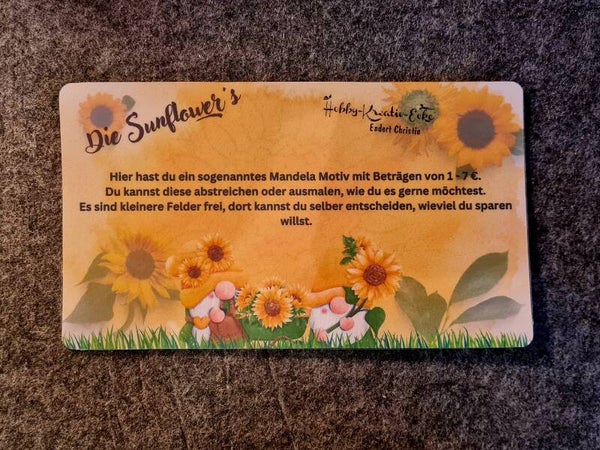 Die Sunflower's
Hobby-Kreativ-Ecke
Endert Christin
Hier hast du ein sogenanntes Mandela Motiv mit Beträgen von 1 - 7 €.
Du kannst diese abstreichen oder ausmalen, wie du es gerne möchtest.
Es sind kleinere Felder frei, dort kannst du selber entscheiden, wieviel du sparen
willst.